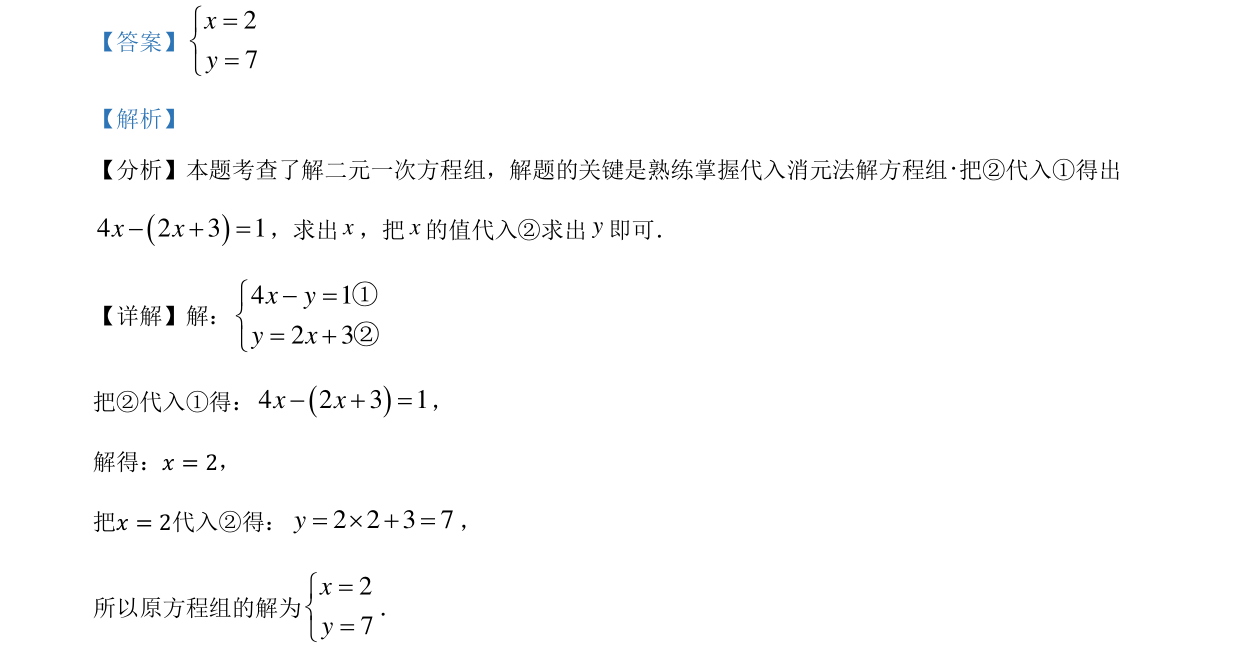 【答案】{x=2
y=7
【解析】
【分析】本题考查了解二元一次方程组，解题的关键是熟练掌握代入消元法解方程组·把②代入①得出
4x−(2x+3)=1，求出 x，把 x 的值代入②求出 y 即可．
【详解】解：{4x−y=1①
y=2x+3②
把②代入①得：4x−(2x+3)=1，
解得：x=2，
把x=2代入②得：y=2×2+3=7，
所以原方程组的解为{x=2
y=7．